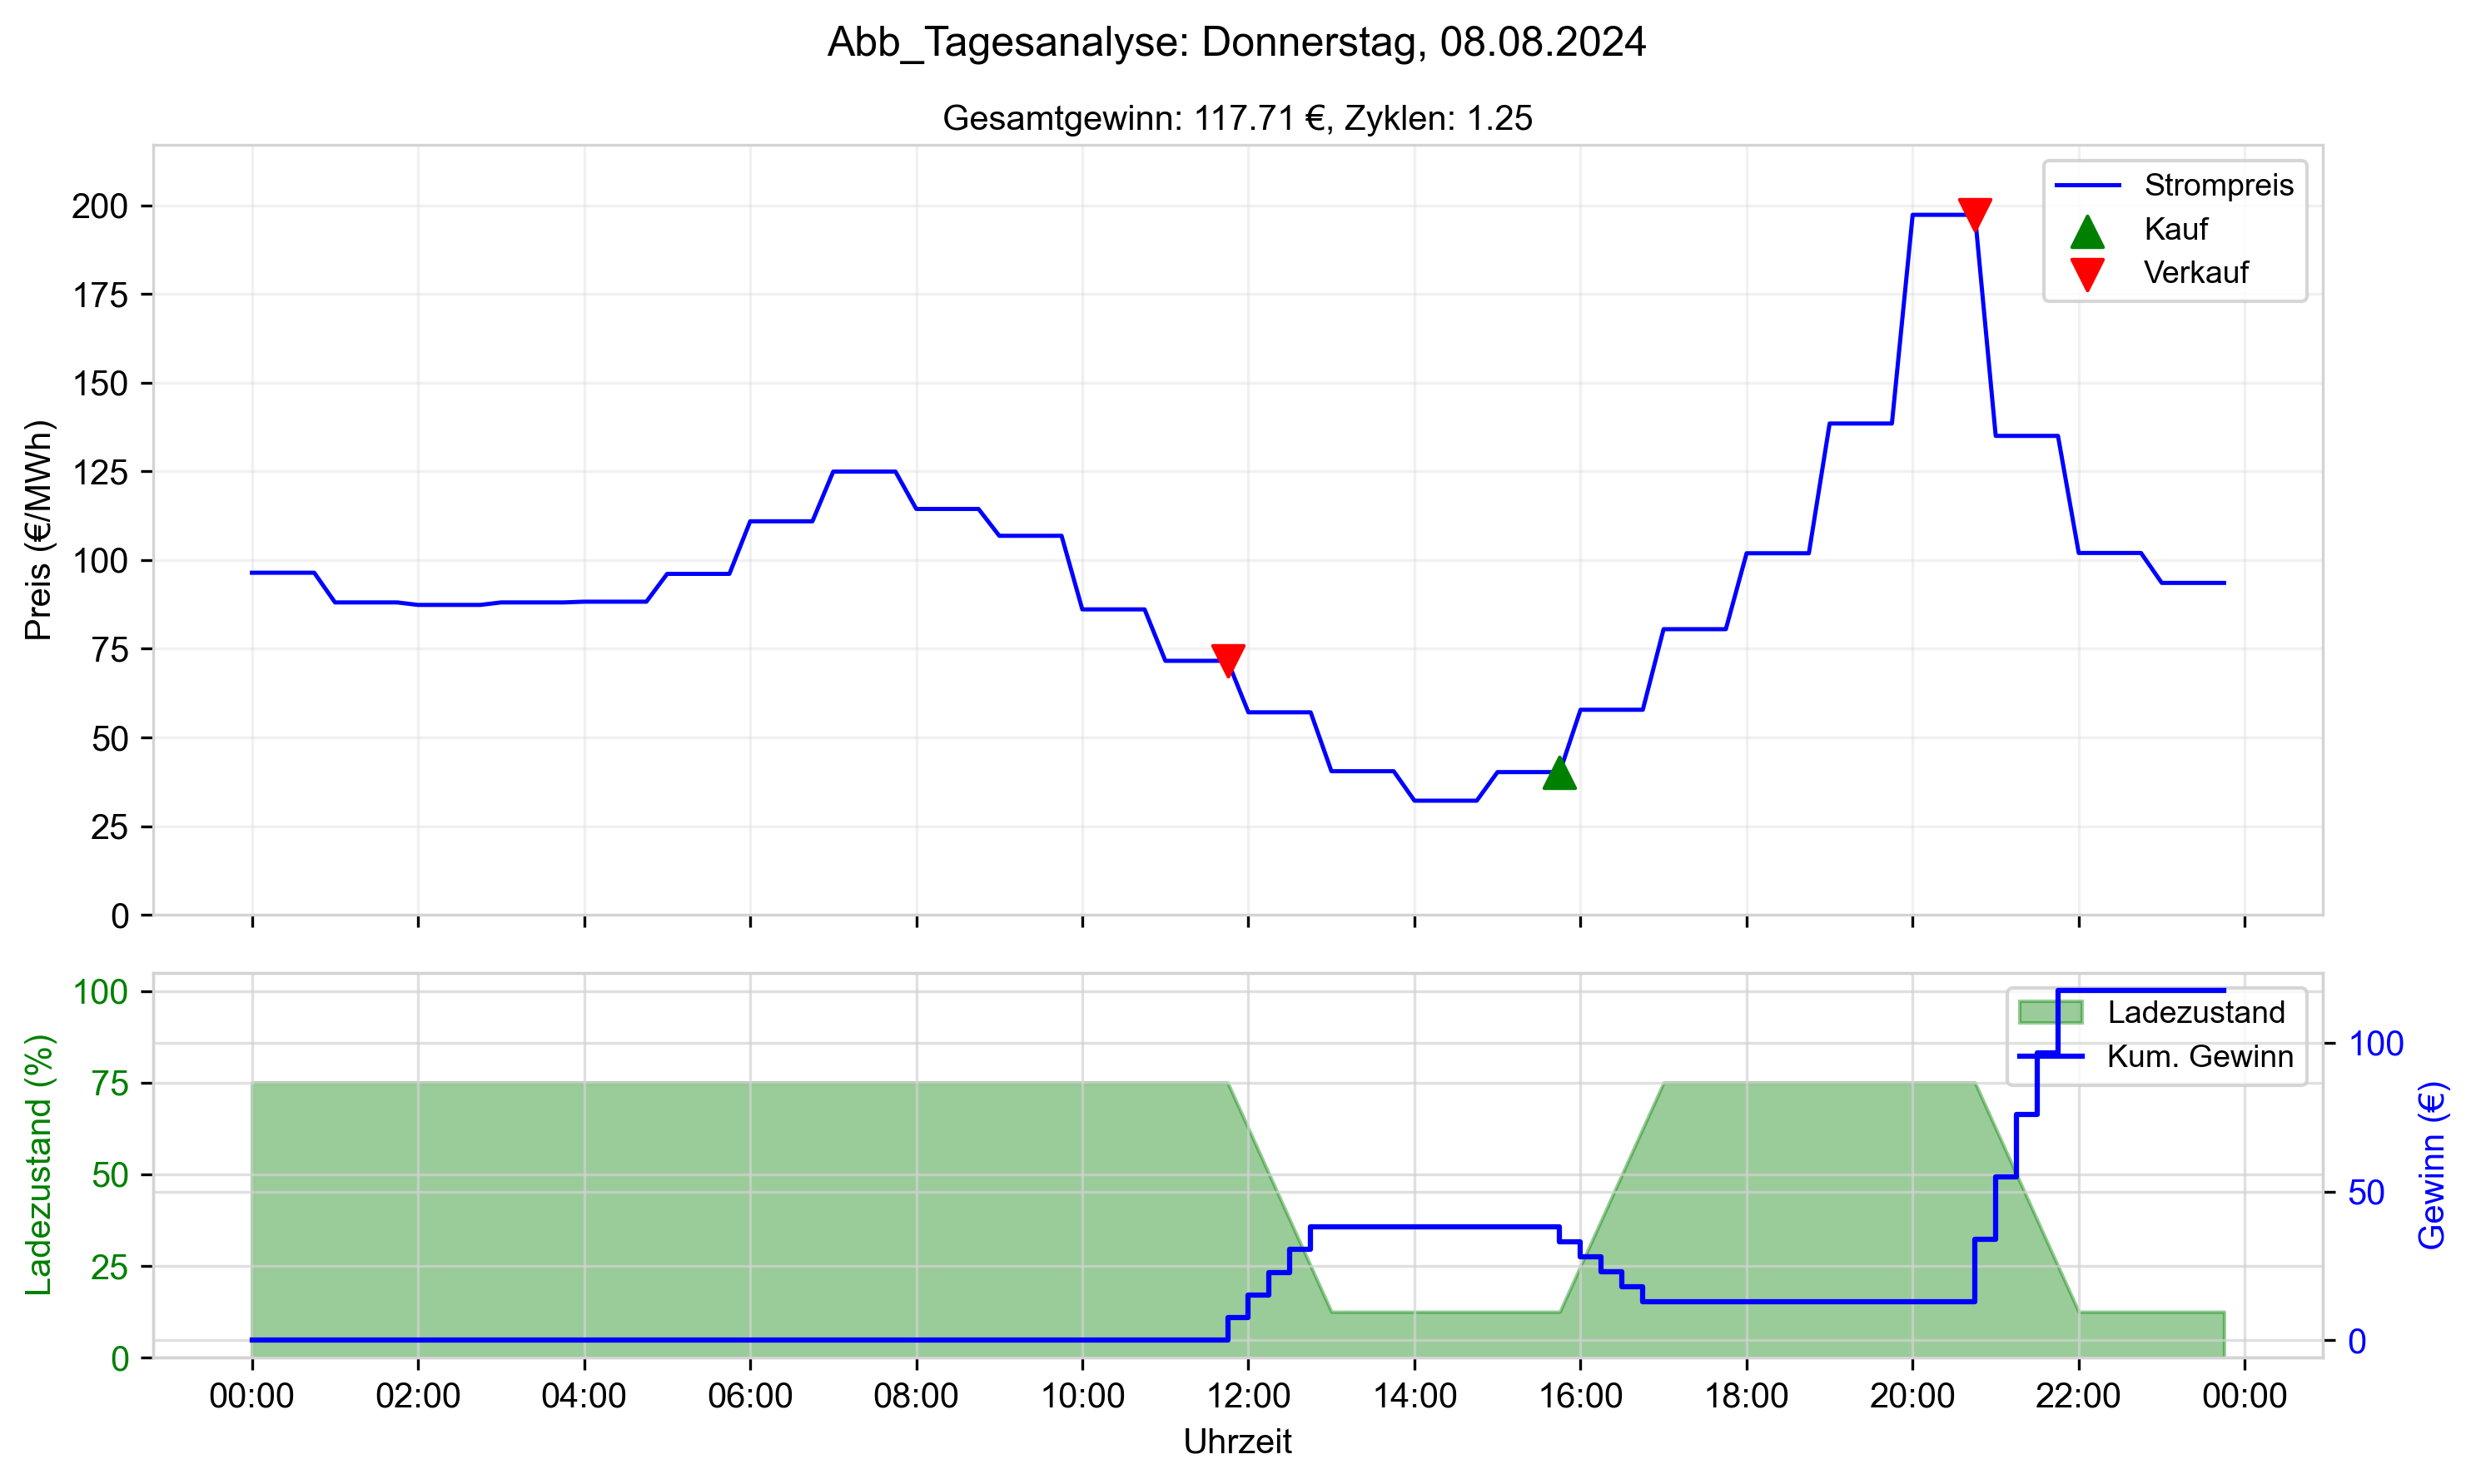 Abb_Tagesanalyse: Donnerstag, 08.08.2024
Gesamtgewinn: 117.71 €, Zyklen: 1.25
Preis (€/MWh)
200
175
150
125
100
75
50
25
0
Strompreis
Kauf
Verkauf
Ladezustand (%)
100
75
50
25
0
Ladezustand
Kum. Gewinn
100
50
0
Gewinn (€)
00:00 02:00 04:00 06:00 08:00 10:00 12:00 14:00 16:00 18:00 20:00 22:00 00:00
Uhrzeit